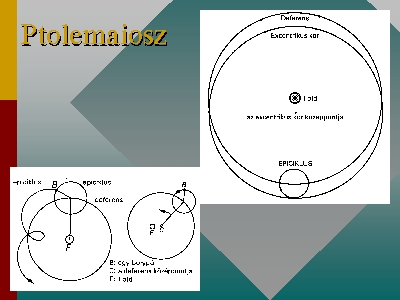 Ptolemaiosz
Deferens
Excentrikus kör
Föld
az excentrikus kör középpontja
EPICIKLUS
epiciklus
B
epiciklus
deferens
F
B
F
B: egy bolygó
C: a deferens középpontja
F: Föld